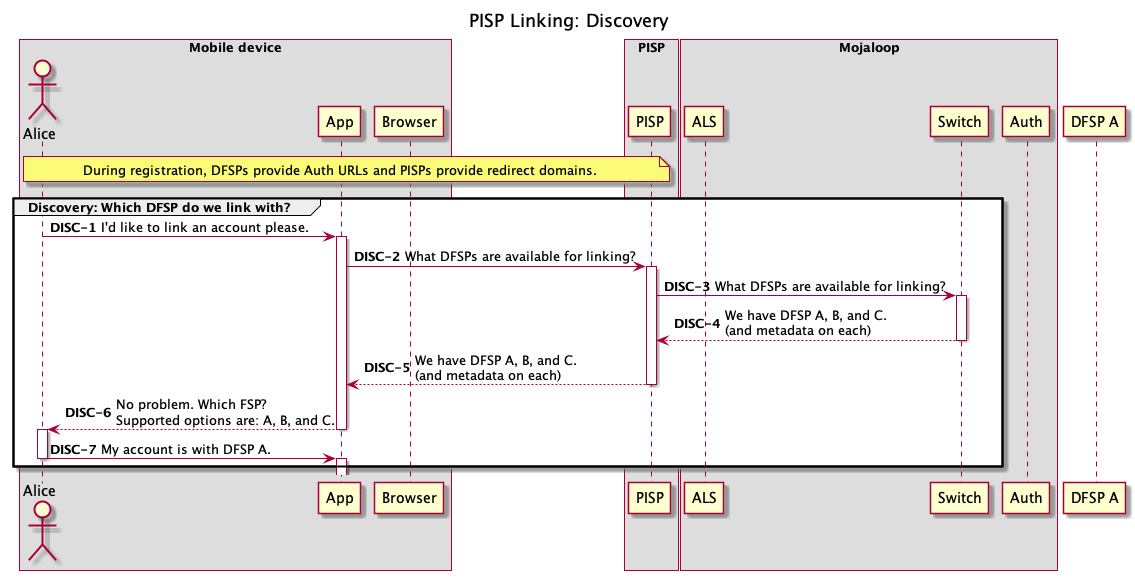 PISP Linking: Discovery
Mobile device
PISP
Mojaloop
Alice
App
Browser
PISP
ALS
Switch
Auth
DFSP A
During registration, DFSPs provide Auth URLs and PISPs provide redirect domains.
Discovery: Which DFSP do we link with?
DISC-1 I'd like to link an account please.
DISC-2 What DFSPs are available for linking?
DISC-3 What DFSPs are available for linking?
DISC-4 We have DFSP A, B, and C.
(and metadata on each)
DISC-5 We have DFSP A, B, and C.
(and metadata on each)
DISC-6 No problem. Which FSP?
Supported options are: A, B, and C.
DISC-7 My account is with DFSP A.
Alice
App
Browser
PISP
ALS
Switch
Auth
DFSP A